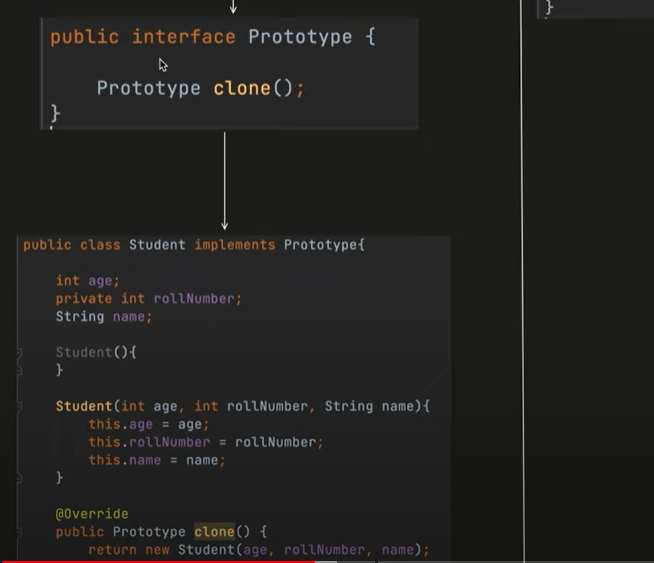 }
public interface Prototype {
Prototype clone();
}
public class Student implements Prototype{
int age;
private int rollNumber;
String name;
Student(){
}
Student(int age, int rollNumber, String name){
this.age = age;
this.rollNumber = rollNumber;
this.name = name;
}
@Override
public Prototype clone() {
return new Student(age, rollNumber, name);